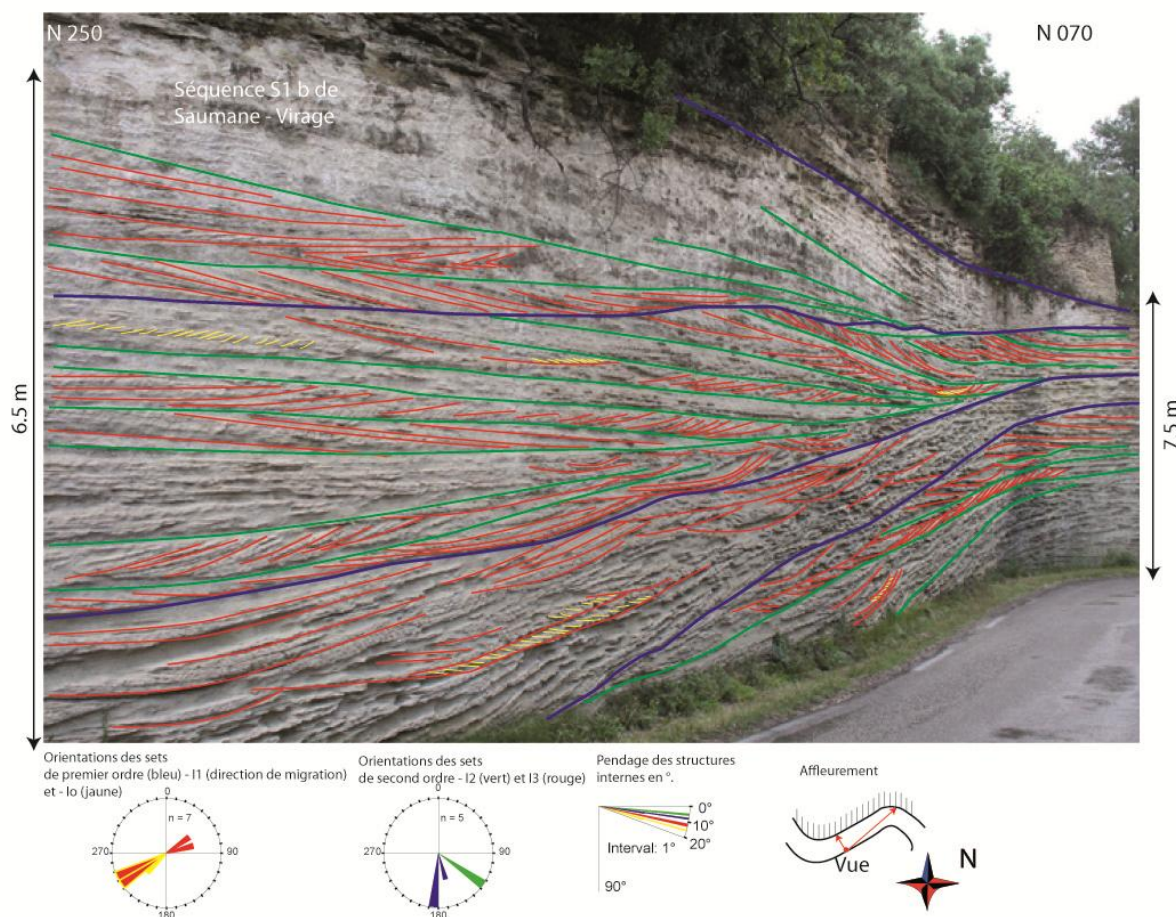 N 250
N 070
Séquence S1 b de
Saumane - Virage
6.5 m
7.5 m
Orientations des sets
de premier ordre (bleu) - I1 (direction de migration)
et - Io (jaune)
0
n = 7
270
90
180
Orientations des sets
de second ordre - I2 (vert) et I3 (rouge)
0
n = 5
270
90
180
Pendage des structures
internes en °.
0°
10°
20°
Interval: 1°
90°
Affleurement
Vue
N